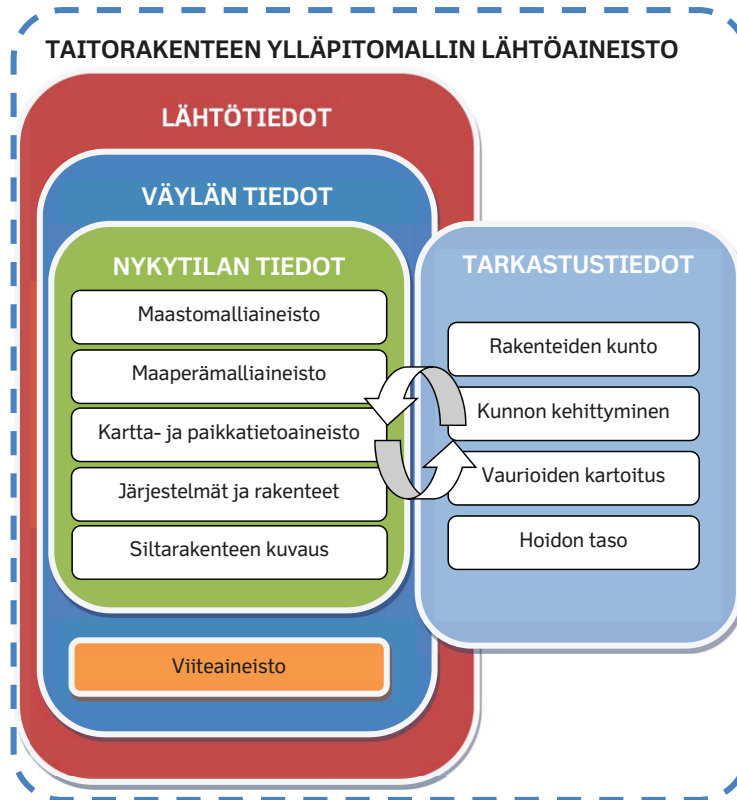 TAITORAKENTEEN YLLÄPITOMALLIN LÄHTÖAINEISTO
LÄHTÖTIEDOT
VÄYLÄN TIEDOT
NYKYTILAN TIEDOT
Maastomalliaineisto
Maaperämalliaineisto
Kartta- ja paikkatietoaineisto
Järjestelmät ja rakenteet
Siltarakenteen kuvaus
Viiteaineisto
TARKASTUSTIEDOT
Rakenteiden kunto
Kunnon kehittyminen
Vaurioiden kartoitus
Hoidon taso